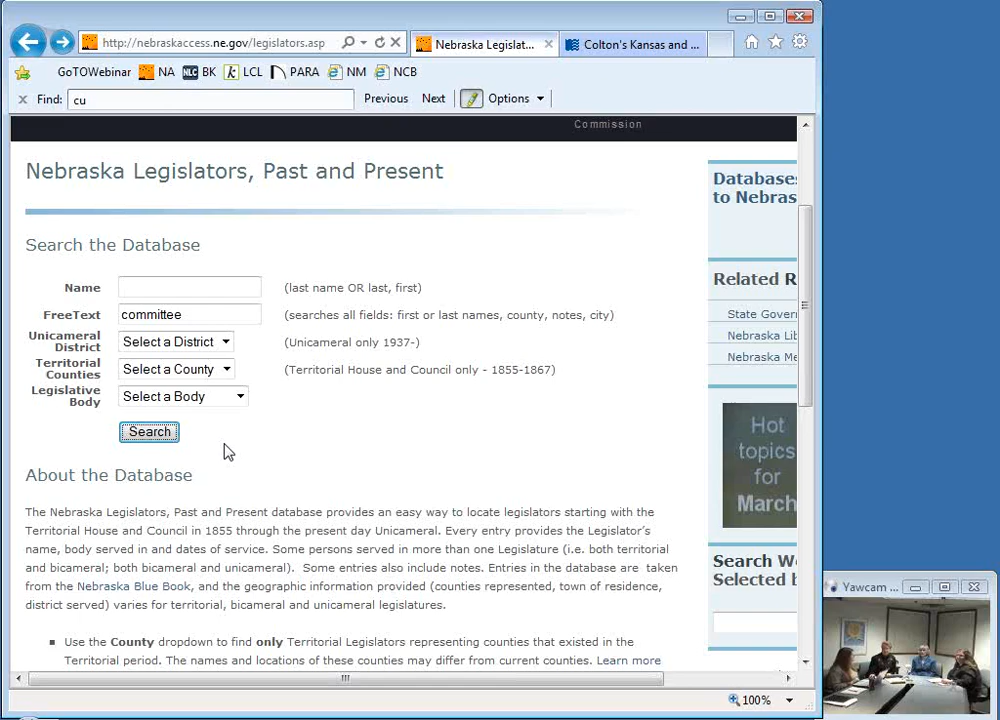 http://nebraskaccess.ne.gov/legislators.asp
Nebraska Legislat...
Colton's Kansas and ...
GoTOWebinar NA NLC BK k LCL PARA NM NCB
Find: cu Previous Next Options
Commission
Nebraska Legislators, Past and Present
Search the Database
Name (last name OR last, first)
FreeText committee (searches all fields: first or last names, county, notes, city)
Unicameral
District Select a District (Unicameral only 1937-)
Territorial
Counties Select a County (Territorial House and Council only - 1855-1867)
Legislative
Body Select a Body
Search
About the Database
The Nebraska Legislators, Past and Present database provides an easy way to locate legislators starting with the
Territorial House and Council in 1855 through the present day Unicameral. Every entry provides the Legislator's
name, body served in and dates of service. Some persons served in more than one Legislature (i.e. both territorial
and bicameral; both bicameral and unicameral). Some entries also include notes. Entries in the database are taken
from the Nebraska Blue Book, and the geographic information provided (counties represented, town of residence,
district served) varies for territorial, bicameral and unicameral legislatures.
Use the County dropdown to find only Territorial Legislators representing counties that existed in the
Territorial period. The names and locations of these counties may differ from current counties. Learn more
Databases
to Nebras
Related R
State Goverr
Nebraska Lib
Nebraska Me
Hot
topics
for
March
Search W
Selected b
100%
Yawcam ...